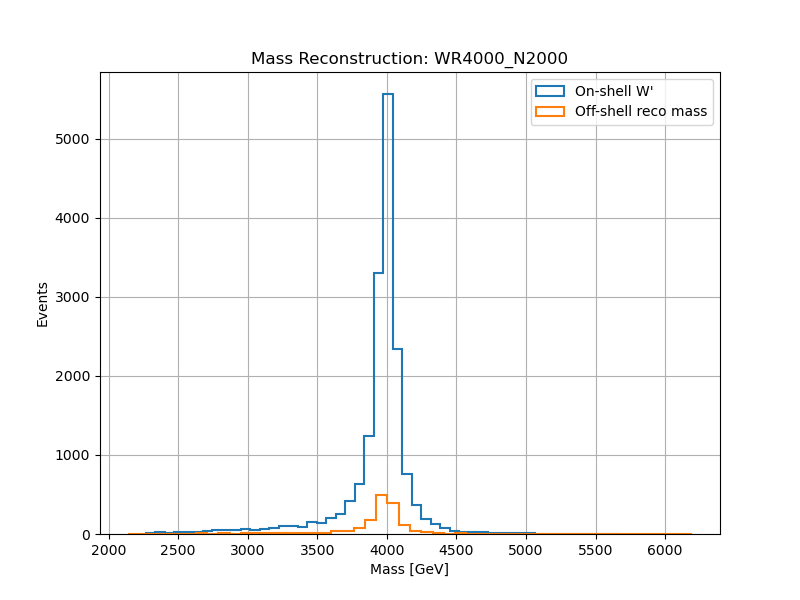 Mass Reconstruction: WR4000_N2000
On-shell W'
Off-shell reco mass
5000
4000
3000
2000
1000
0
Events
2000 2500 3000 3500 4000 4500 5000 5500 6000
Mass [GeV]